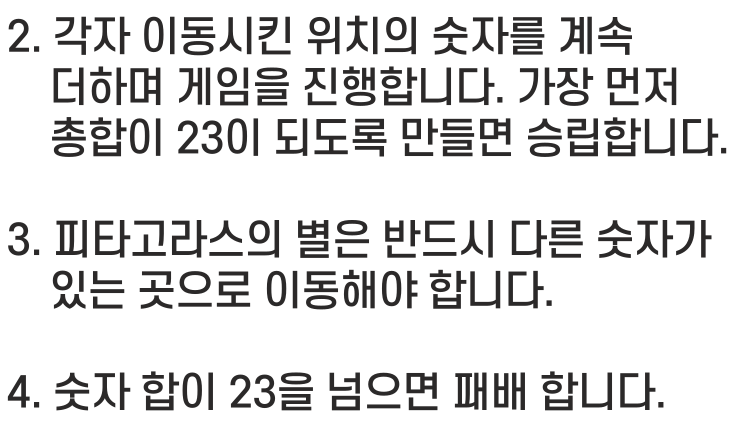 2. 각자 이동시킨 위치의 숫자를 계속
더하며 게임을 진행합니다. 가장 먼저
총합이 23이 되도록 만들면 승립합니다.
3. 피타고라스의 별은 반드시 다른 숫자가
있는 곳으로 이동해야 합니다.
4. 숫자 합이 23을 넘으면 패배 합니다.